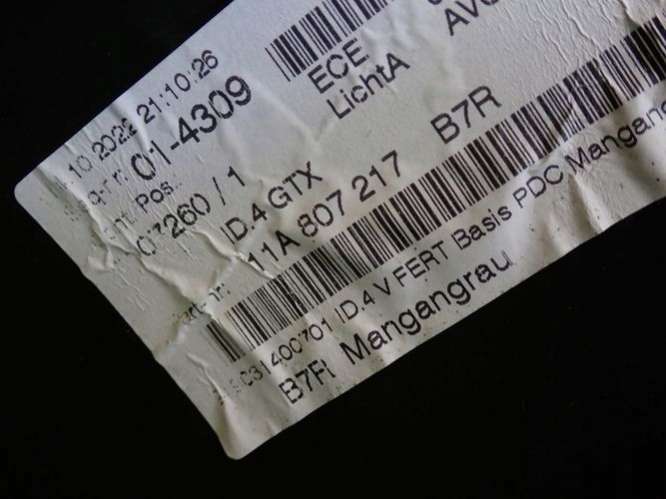 10.2022 21:10:26
01-4309
Pos.
07260 / 1
ECE
LichtA
ID.4 GTX
11A 807 217 B7R
031400701 ID.4 V FERT Basis PDC Mangan
B7R Mangangrau